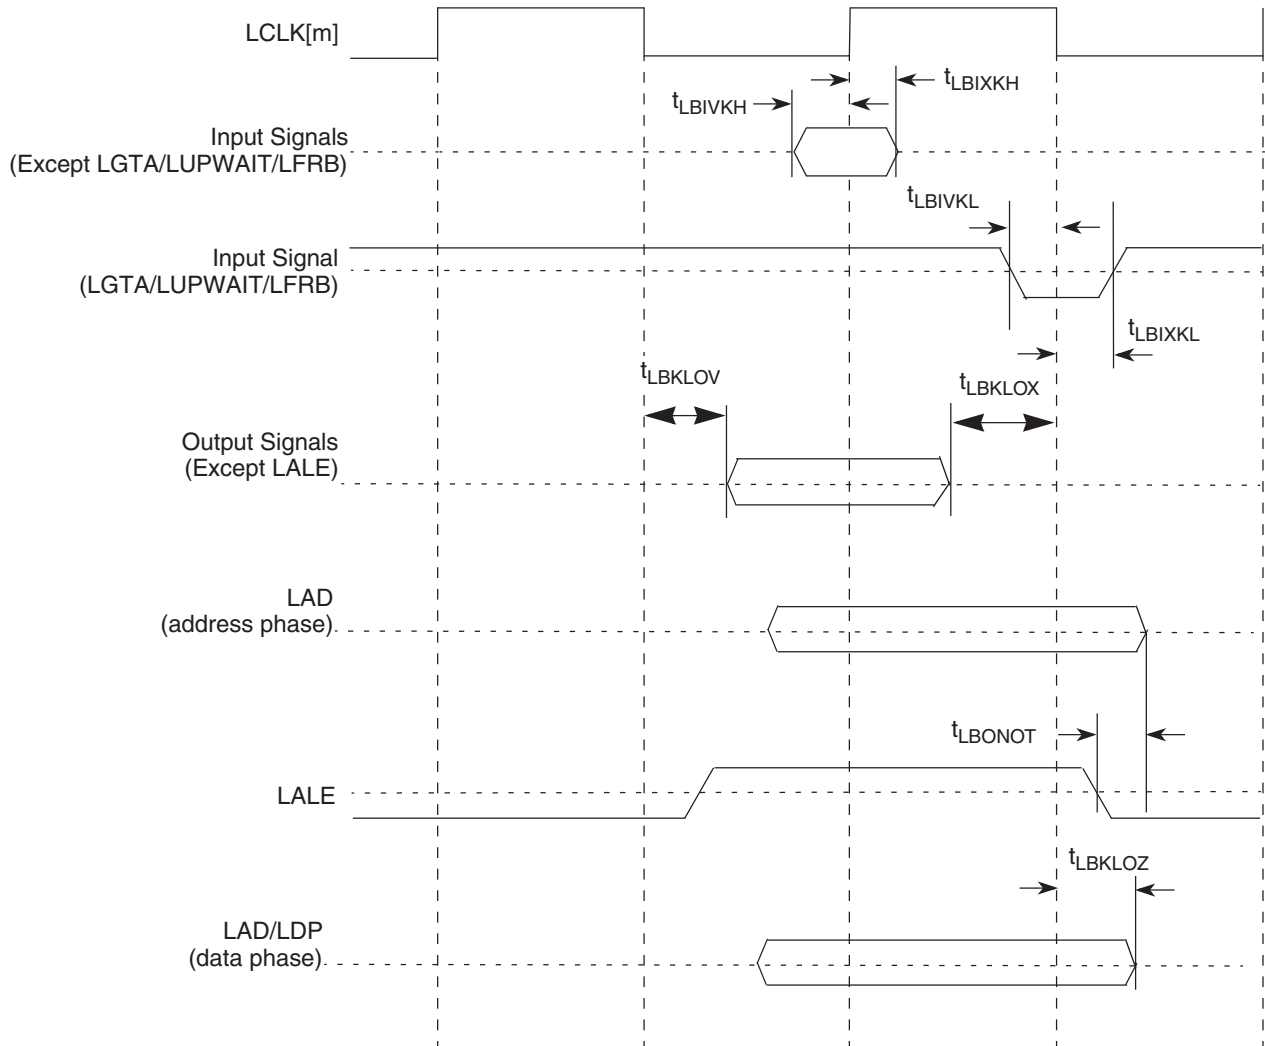 LCLK[m]
tLBIXKH
tLBIVKH
Input Signals
(Except LGTA/LUPWAIT/LFRB)
tLBIVKL
Input Signal
(LGTA/LUPWAIT/LFRB)
tLBIXKL
tLBKLOV
tLBKLOX
Output Signals
(Except LALE)
LAD
(address phase)
tLBONOT
LALE
tLBKLOZ
LAD/LDP
(data phase)